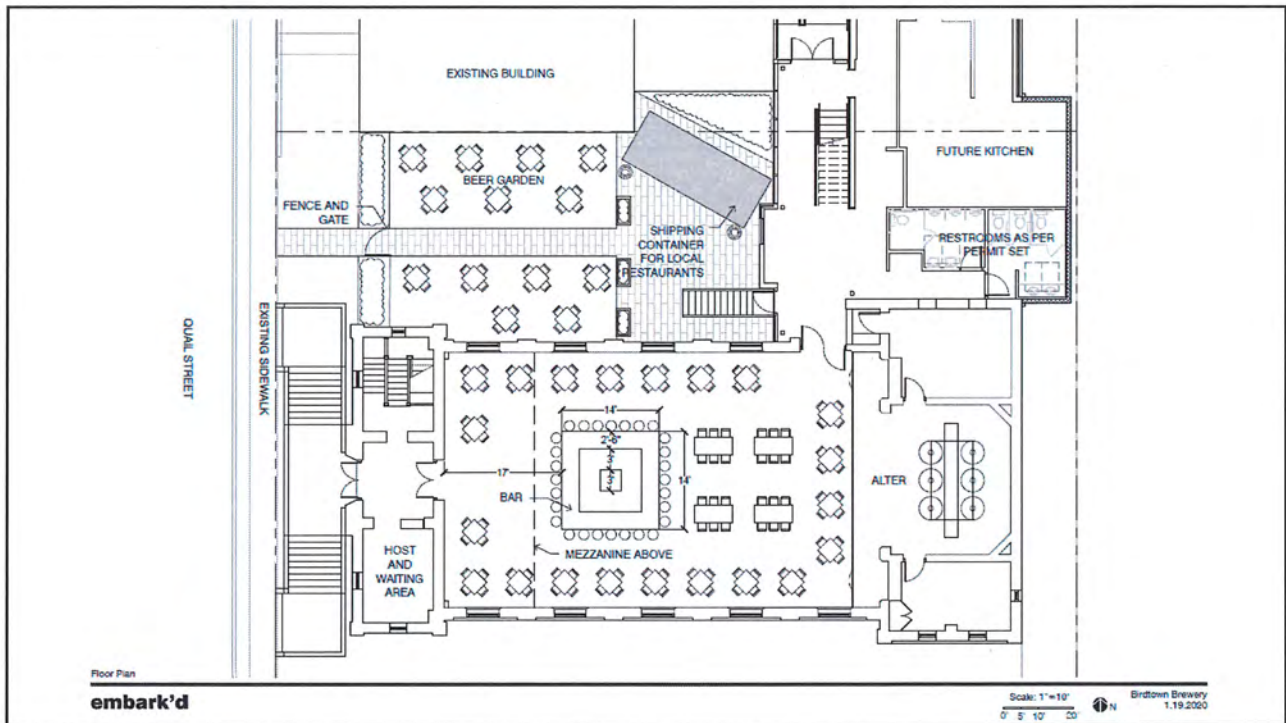 EXISTING BUILDING
FUTURE KITCHEN
BEER GARDEN
FENCE AND
GATE
SHIPPING
CONTAINER
FOR LOCAL
RESTAURANTS
RESTROOMS AS PER
PERMIT SET
QUAIL STREET
EXISTING SIDEWALK
14'
2'-6"
3'
3'
17'
14'
BAR
ALTER
MEZZANINE ABOVE
HOST
AND
WAITING
AREA
Floor Plan
embark'd
Scale: 1"=10'
0' 5' 10' 20'
N
Birdtown Brewery
1.19.2020